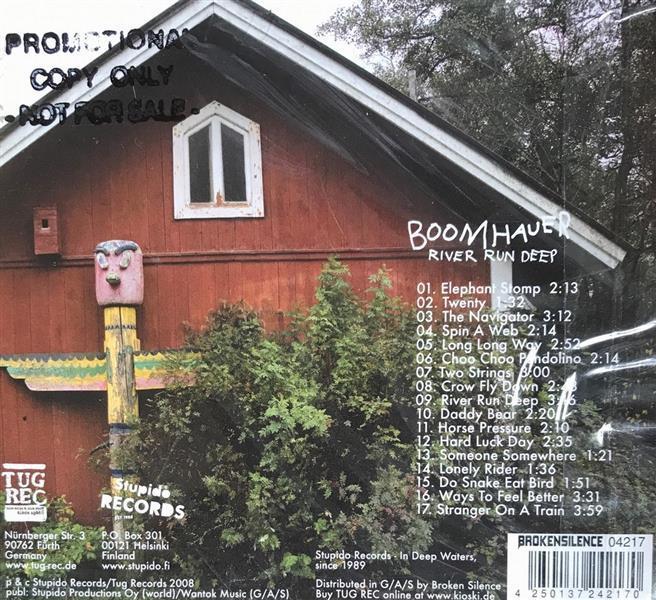 PROMOTIONAL
COPY ONLY
-NOT FOR SALE-
BOOMHAUER
RIVER RUN DEEP
01. Elephant Stomp 2:13
02. Twenty 1:32
03. The Navigator 3:12
04. Spin A Web 2:14
05. Long Long Way 2:52
06. Choo Choo Pendolino 2:14
07. Two Strings 3:00
08. Crow Fly Down
09. River Run Deep
10. Daddy Bear 2:20
11. Horse Pressure 2:10
12. Hard Luck Day 2:35
13. Someone Somewhere 1:21
14. Lonely Rider 1:36
15. Do Snake Eat Bird 1:51
16. Ways To Feel Better 3:31
17. Stranger On A Train 3:59
TUG
REC
Stupido
RECORDS
Nürnberger Str. 3
90762 Fürth
Germany
www.tug-rec.de
P.O. Box 301
00121 Helsinki
Finland
www.stupido.fi
Stupido Records - In Deep Waters,
since 1989
p & c Stupido Records/Tug Records 2008
publ: Stupido Productions Oy (world)/Wantok Music (G/A/S)
Distributed in G/A/S by Broken Silence
Buy TUG REC online at www.kioski.de
BROKENSILENCE 04217
4 250137 242170